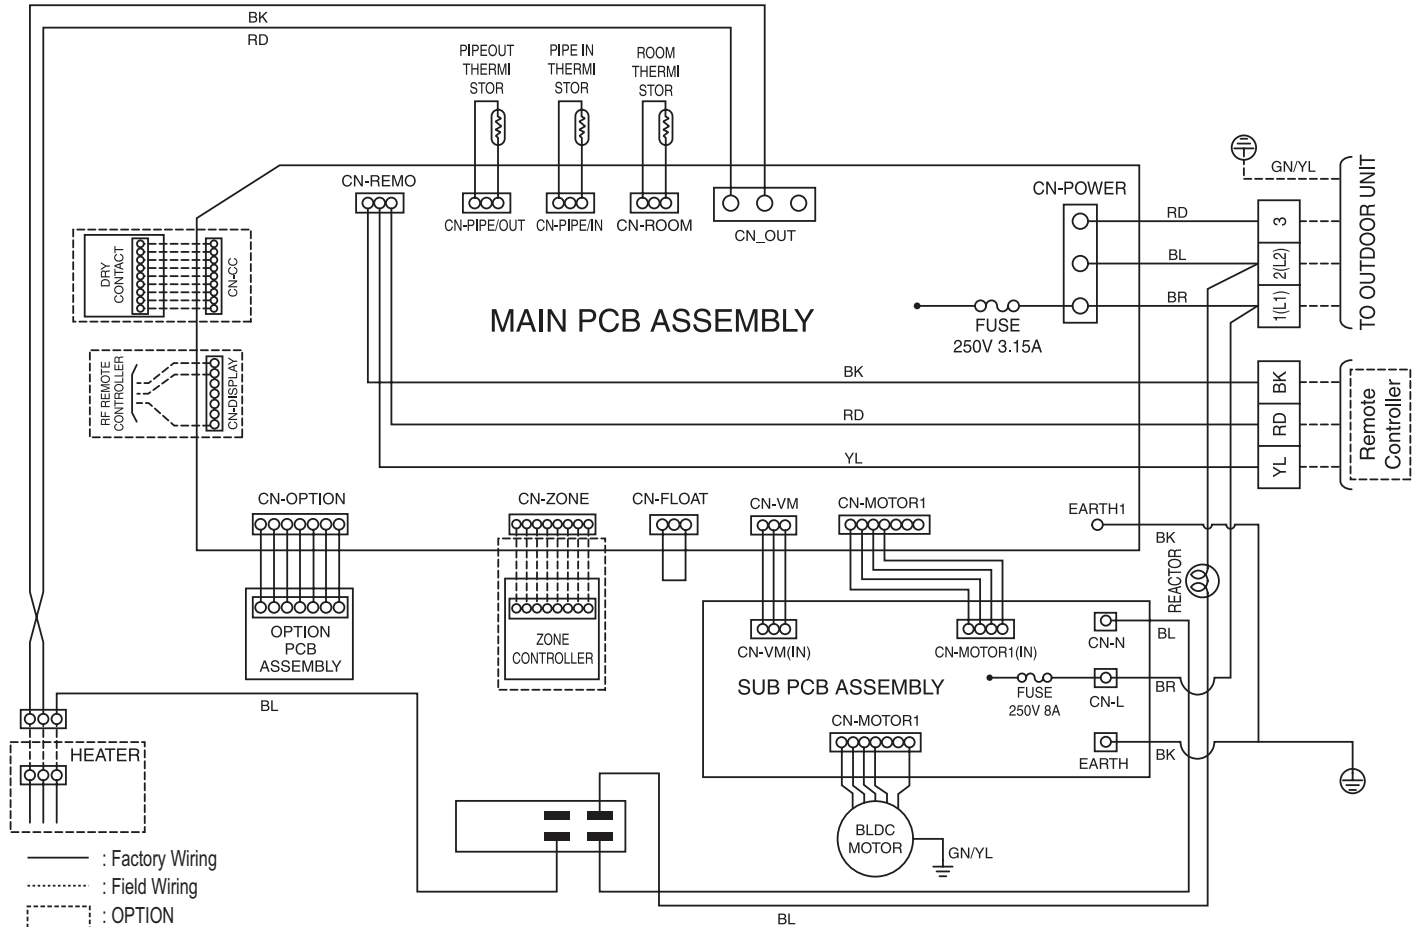 BK
RD
PIPEOUT
THERMI
STOR
PIPE IN
THERMI
STOR
ROOM
THERMI
STOR
CN-REMO
CN-PIPE/OUT
CN-PIPE/IN
CN-ROOM
CN_OUT
CN-POWER
GN/YL
RD
BL
BR
3
2(L2)
1(L1)
TO OUTDOOR UNIT
DRY
CONTACT
CN-CC
MAIN PCB ASSEMBLY
FUSE
250V 3.15A
RF REMOTE
CONTROLLER
CN-DISPLAY
BK
RD
YL
BK
RD
YL
Remote
Controller
CN-OPTION
CN-ZONE
CN-FLOAT
CN-VM
CN-MOTOR1
EARTH1
BK
REACTOR
OPTION
PCB
ASSEMBLY
ZONE
CONTROLLER
CN-VM(IN)
CN-MOTOR1(IN)
CN-N
BL
SUB PCB ASSEMBLY
FUSE
250V 8A
CN-L
BR
CN-MOTOR1
EARTH
BK
BL
HEATER
BLDC
MOTOR
GN/YL
BL
: Factory Wiring
: Field Wiring
: OPTION